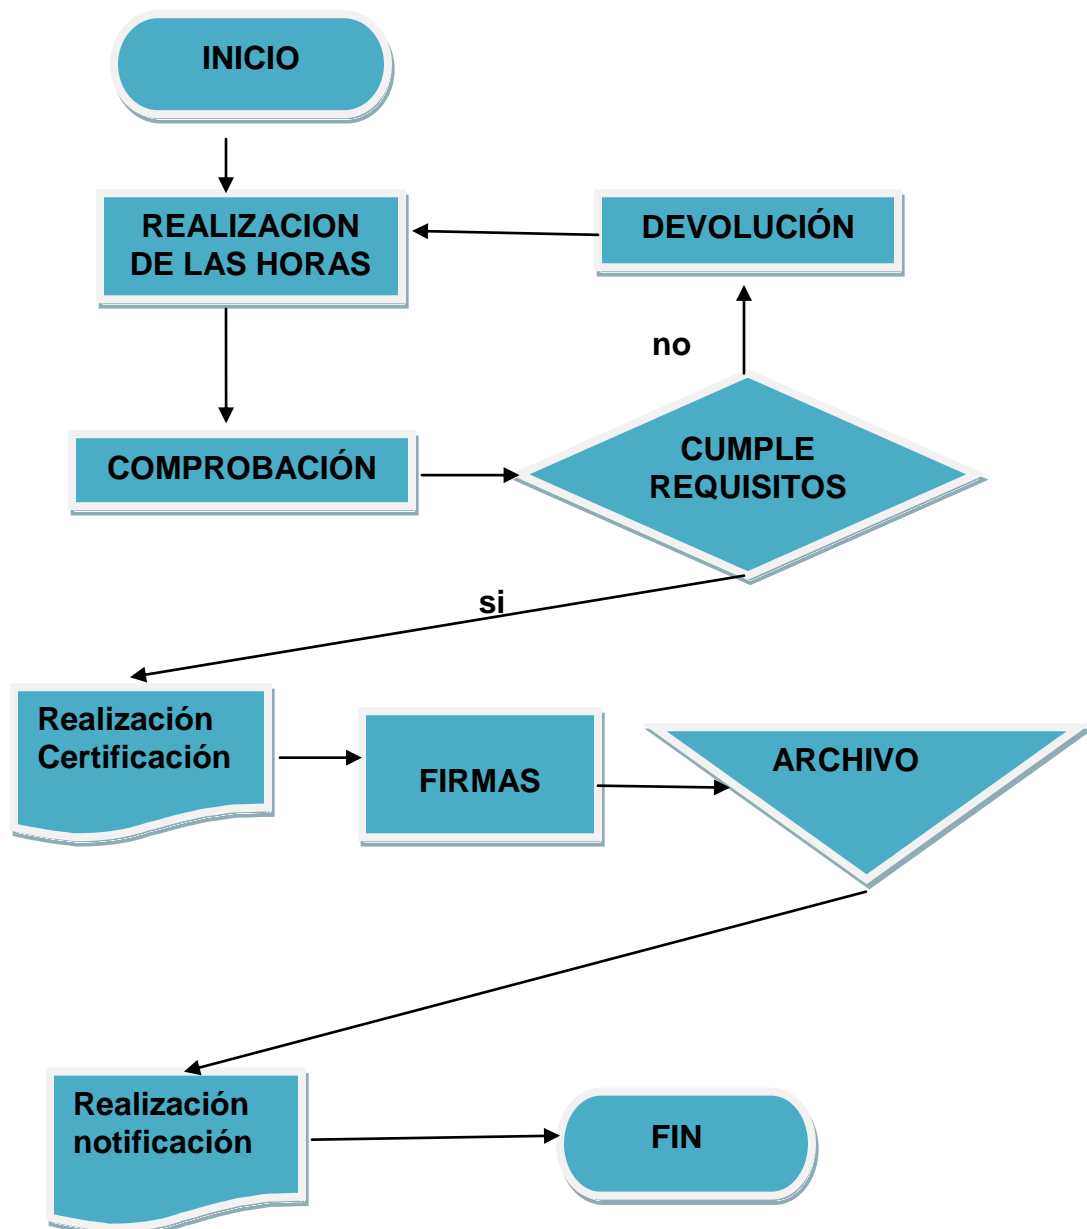 INICIO
REALIZACION
DE LAS HORAS
DEVOLUCIÓN
no
COMPROBACIÓN
CUMPLE
REQUISITOS
si
Realización
Certificación
FIRMAS
ARCHIVO
Realización
notificación
FIN